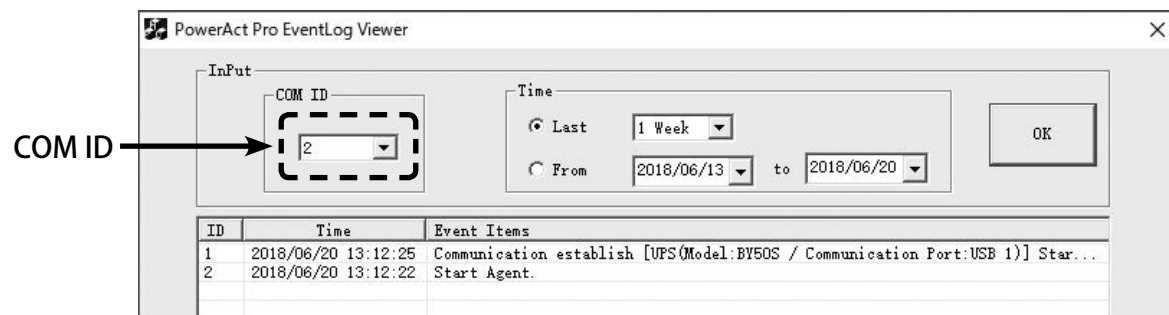 PowerAct Pro EventLog Viewer
InPut
COM ID
Time
COM ID
2
Last
1 Week
OK
From
2018/06/13
to
2018/06/20
ID Time Event Items
1 2018/06/20 13:12:25 Communication establish [UPS(Model:BY50S / Communication Port:USB 1)] Star...
2 2018/06/20 13:12:22 Start Agent.